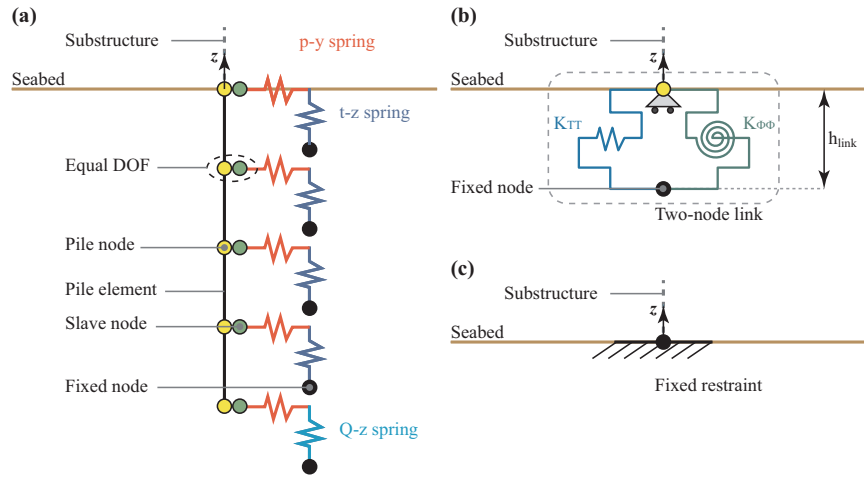 (a)
Substructure
p-y spring
z
Seabed
t-z spring
Equal DOF
Pile node
Pile element
Slave node
Fixed node
Q-z spring
(b)
Substructure
z
Seabed
KTT
KΦΦ
hlink
Fixed node
Two-node link
(c)
Substructure
z
Seabed
Fixed restraint